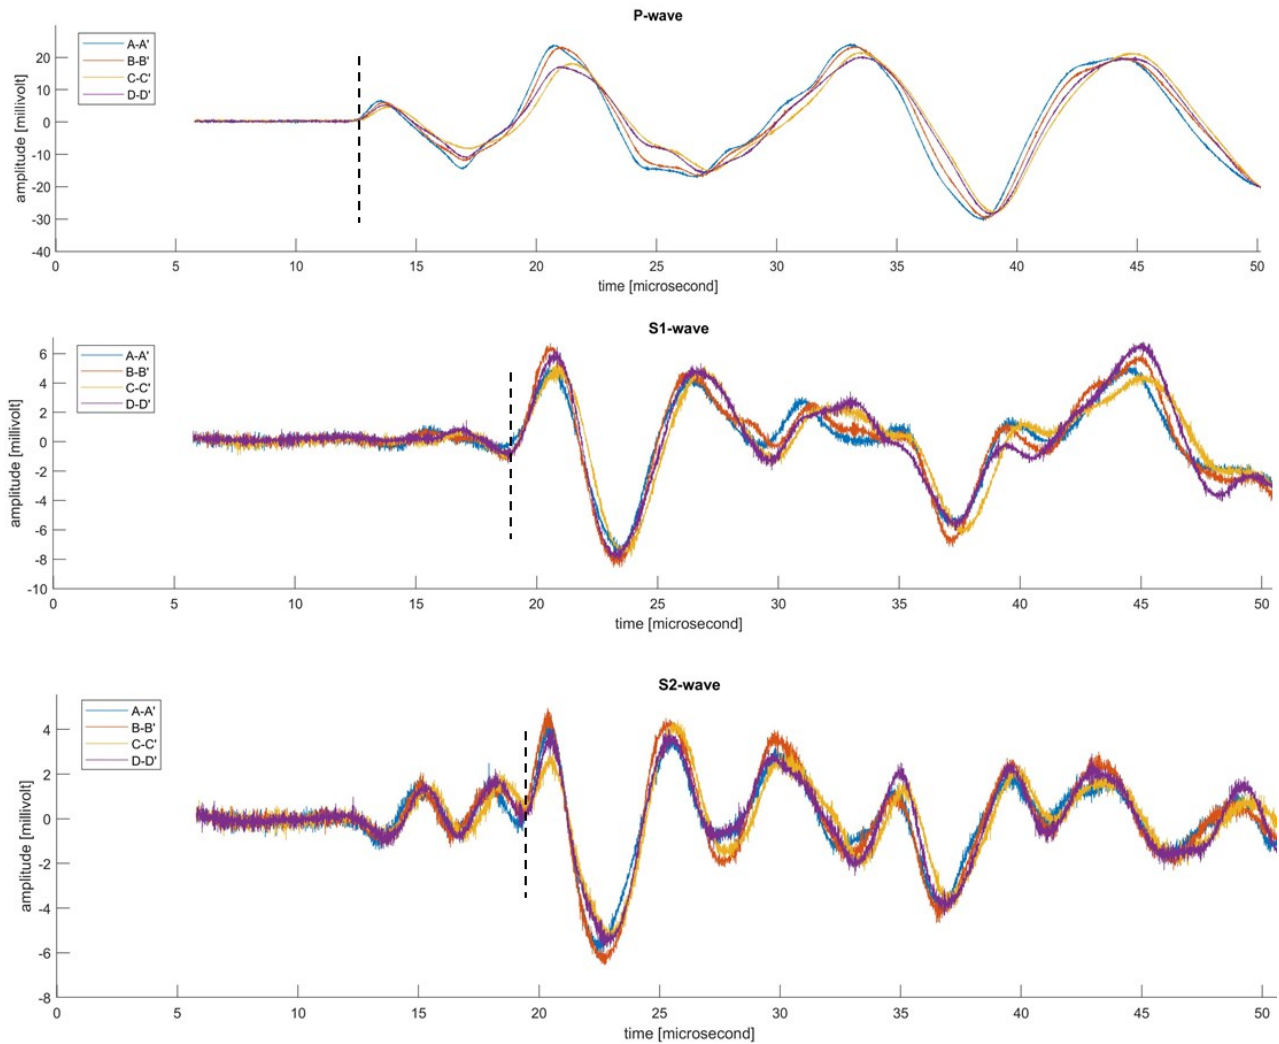 P-wave
amplitude [millivolt]
20
10
0
-10
-20
-30
-40
A-A'
B-B'
C-C'
D-D'
0 5 10 15 20 25 30 35 40 45 50
time [microsecond]
S1-wave
amplitude [millivolt]
6
4
2
0
-2
-4
-6
-8
-10
A-A'
B-B'
C-C'
D-D'
0 5 10 15 20 25 30 35 40 45 50
time [microsecond]
S2-wave
amplitude [millivolt]
4
2
0
-2
-4
-6
-8
A-A'
B-B'
C-C'
D-D'
0 5 10 15 20 25 30 35 40 45 50
time [microsecond]